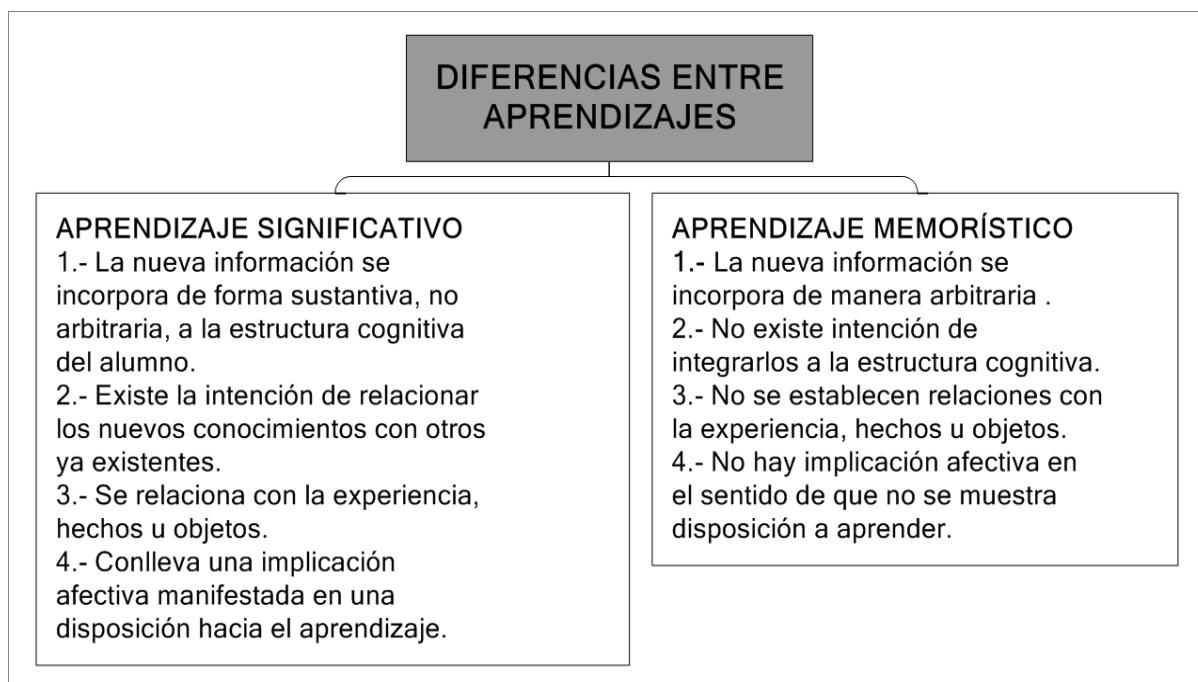 DIFERENCIAS ENTRE
APRENDIZAJES
APRENDIZAJE SIGNIFICATIVO
1.- La nueva información se
incorpora de forma sustantiva, no
arbitraria, a la estructura cognitiva
del alumno.
2.- Existe la intención de relacionar
los nuevos conocimientos con otros
ya existentes.
3.- Se relaciona con la experiencia,
hechos u objetos.
4.- Conlleva una implicación
afectiva manifestada en una
disposición hacia el aprendizaje.
APRENDIZAJE MEMORÍSTICO
1.- La nueva información se
incorpora de manera arbitraria .
2.- No existe intención de
integrarlos a la estructura cognitiva.
3.- No se establecen relaciones con
la experiencia, hechos u objetos.
4.- No hay implicación afectiva en
el sentido de que no se muestra
disposición a aprender.